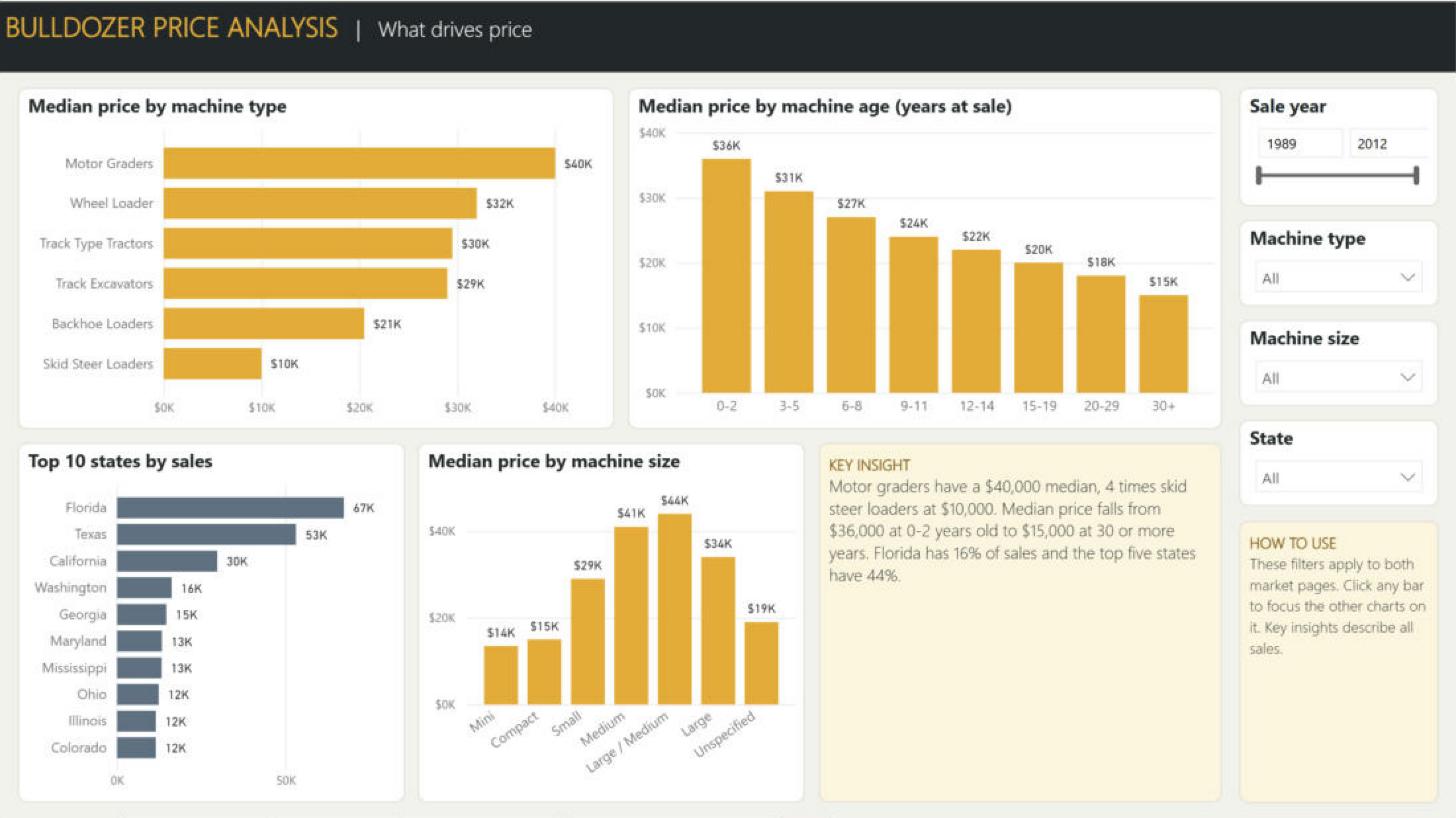 BULLDOZER PRICE ANALYSIS | What drives price
Median price by machine type
Motor Graders $40K
Wheel Loader $32K
Track Type Tractors $30K
Track Excavators $29K
Backhoe Loaders $21K
Skid Steer Loaders $10K
$0K $10K $20K $30K $40K
Median price by machine age (years at sale)
$40K
$30K
$20K
$10K
$0K
$36K $31K $27K $24K $22K $20K $18K $15K
0-2 3-5 6-8 9-11 12-14 15-19 20-29 30+
Sale year
1989 2012
Machine type
All
Machine size
All
State
All
Top 10 states by sales
Florida 67K
Texas 53K
California 30K
Washington 16K
Georgia 15K
Maryland 13K
Mississippi 13K
Ohio 12K
Illinois 12K
Colorado 12K
0K 50K
Median price by machine size
$40K
$20K
$0K
$14K $15K $29K $41K $44K $34K $19K
Mini Compact Small Medium Large / Medium Large Unspecified
KEY INSIGHT
Motor graders have a $40,000 median, 4 times skid
steer loaders at $10,000. Median price falls from
$36,000 at 0-2 years old to $15,000 at 30 or more
years. Florida has 16% of sales and the top five states
have 44%.
HOW TO USE
These filters apply to both
market pages. Click any bar
to focus the other charts on
it. Key insights describe all
sales.